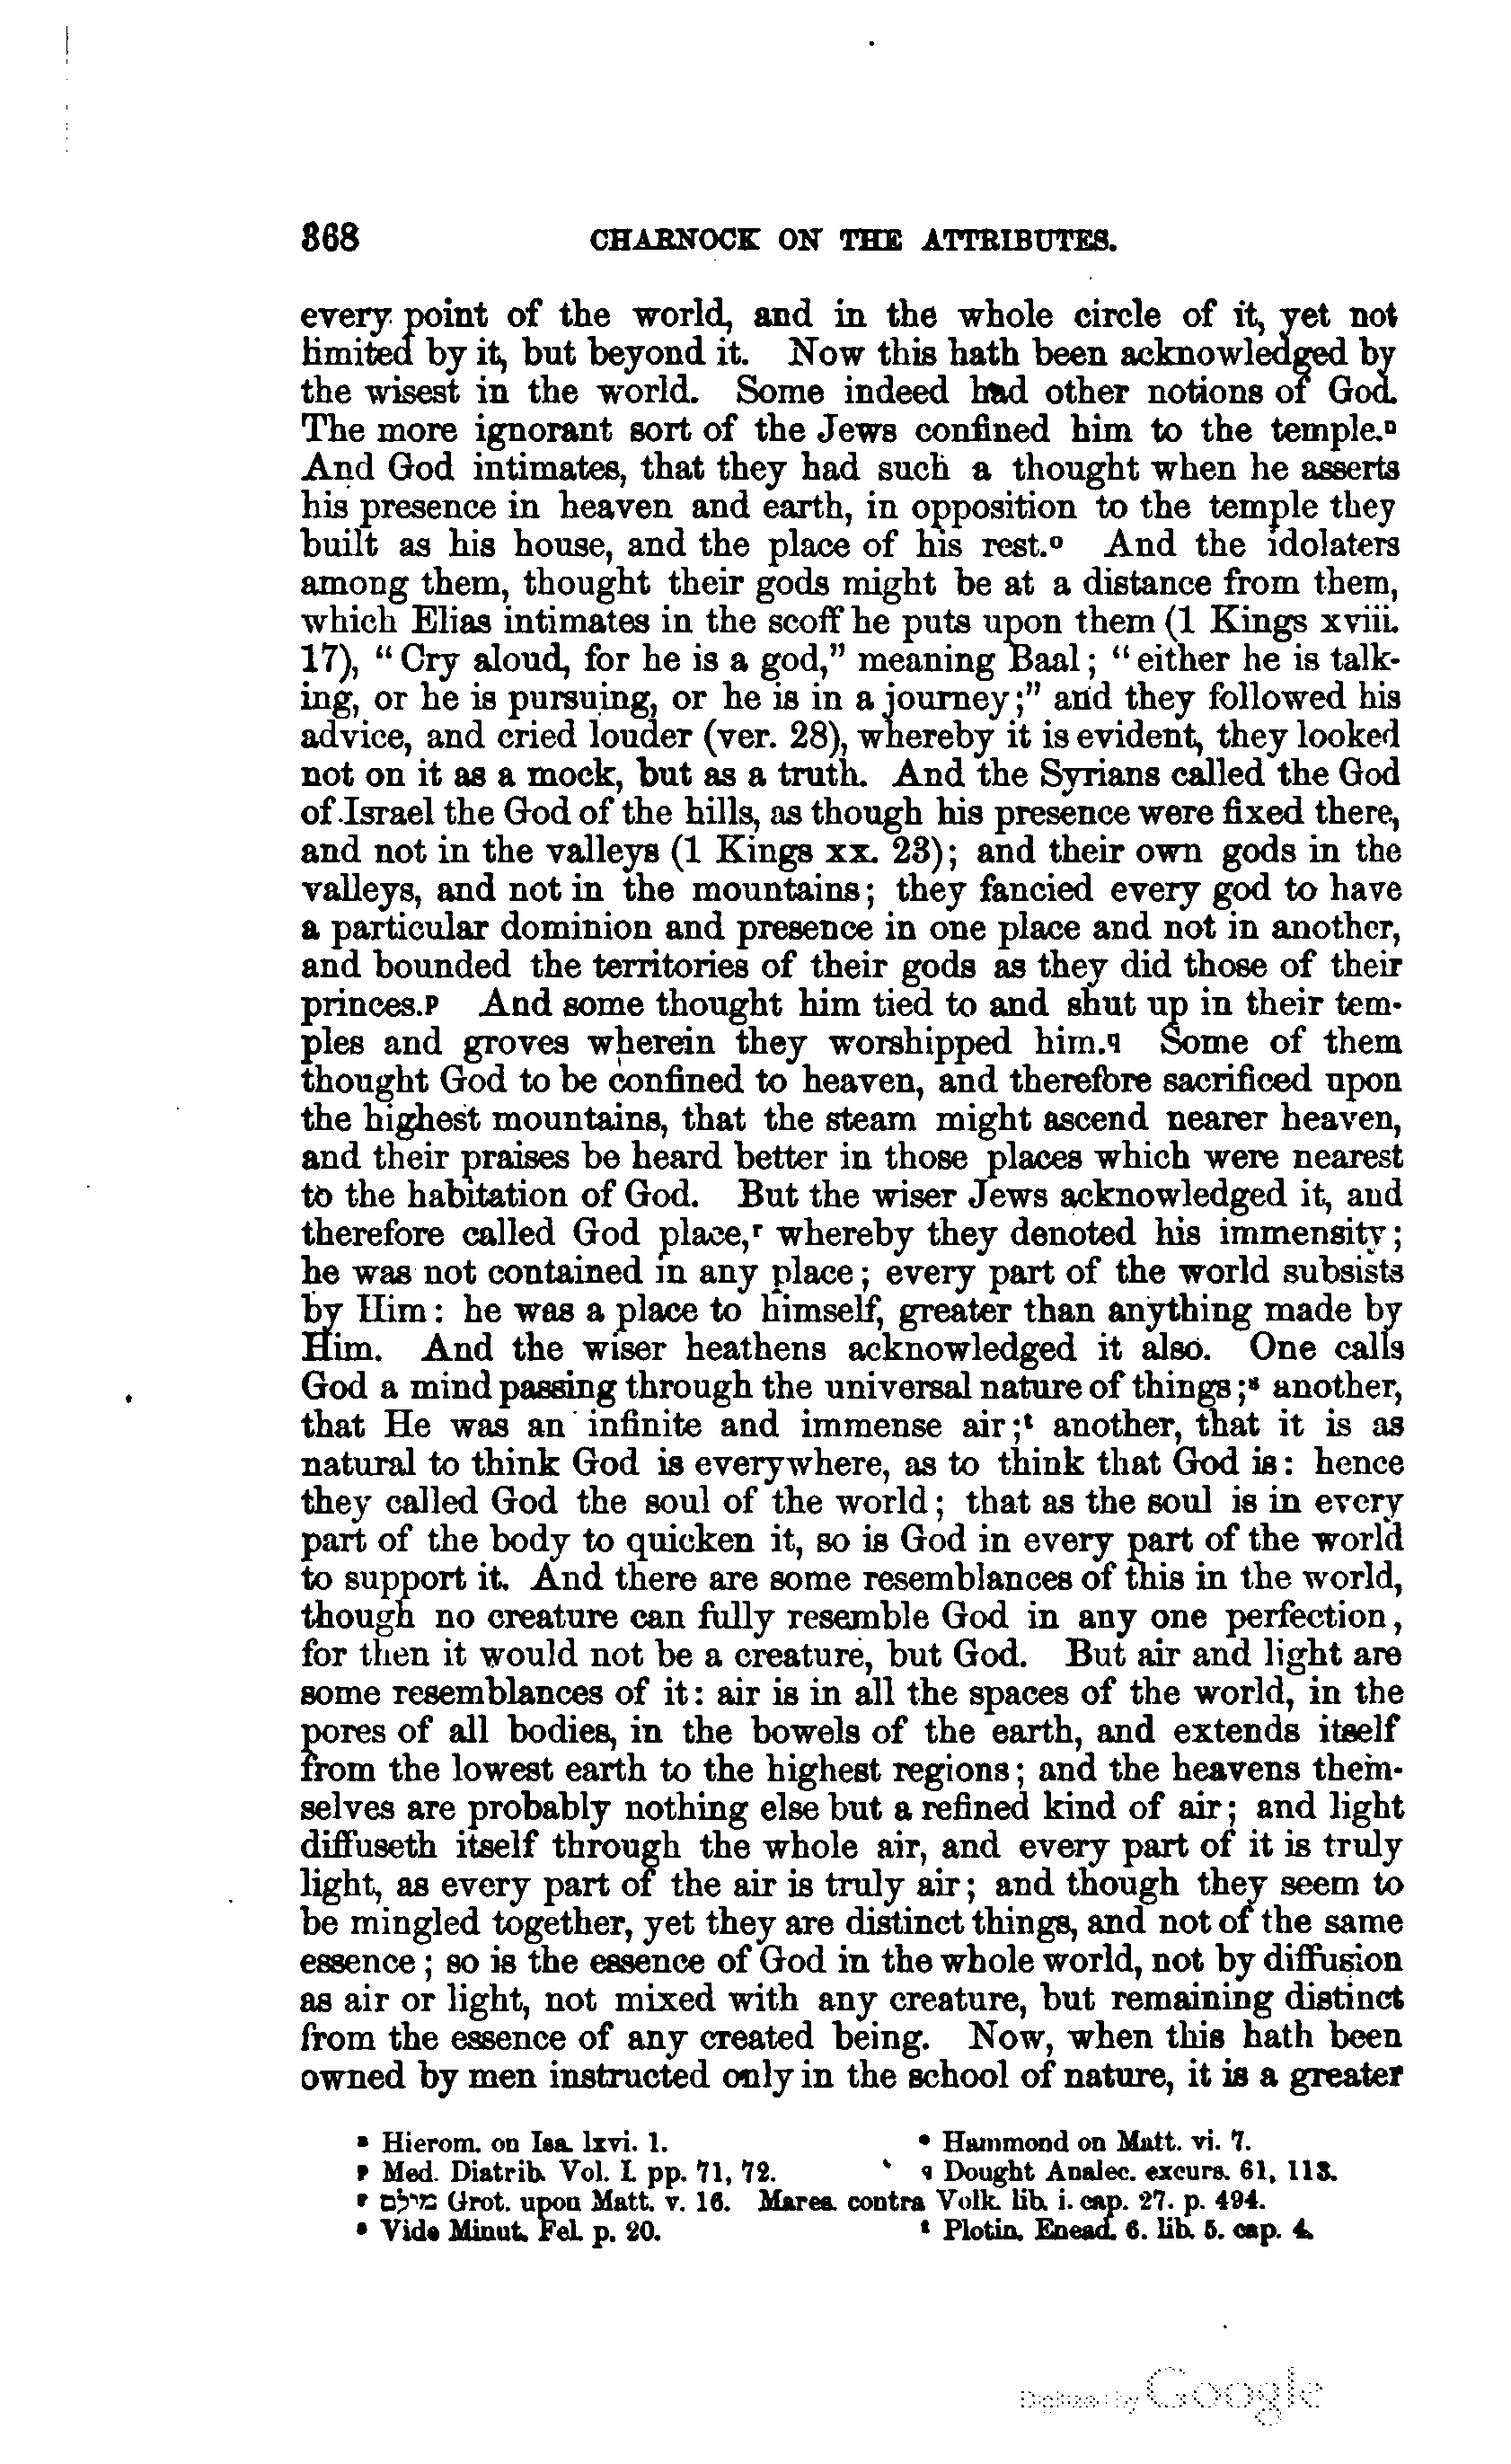 368 CHARNOCK ON THE ATTRIBUTES.
every point of the world, and in the whole circle of it, yet not
limited by it, but beyond it. Now this hath been acknowledged by
the wisest in the world. Some indeed had other notions of God.
The more ignorant sort of the Jews confined him to the temple.ⁿ
And God intimates, that they had such a thought when he asserts
his presence in heaven and earth, in opposition to the temple they
built as his house, and the place of his rest.º And the idolaters
among them, thought their gods might be at a distance from them,
which Elias intimates in the scoff he puts upon them (1 Kings xviii.
17), “Cry aloud, for he is a god,” meaning Baal; “either he is talk-
ing, or he is pursuing, or he is in a journey;” and they followed his
advice, and cried louder (ver. 28), whereby it is evident, they looked
not on it as a mock, but as a truth. And the Syrians called the God
of Israel the God of the hills, as though his presence were fixed there,
and not in the valleys (1 Kings xx. 23); and their own gods in the
valleys, and not in the mountains; they fancied every god to have
a particular dominion and presence in one place and not in another,
and bounded the territories of their gods as they did those of their
princes.ᵖ And some thought him tied to and shut up in their tem-
ples and groves wherein they worshipped him.q Some of them
thought God to be confined to heaven, and therefore sacrificed upon
the highest mountains, that the steam might ascend nearer heaven,
and their praises be heard better in those places which were nearest
to the habitation of God. But the wiser Jews acknowledged it, and
therefore called God place,ʳ whereby they denoted his immensity;
he was not contained in any place; every part of the world subsists
by Him: he was a place to himself, greater than anything made by
Him. And the wiser heathens acknowledged it also. One calls
God a mind passing through the universal nature of things;ˢ another,
that He was an infinite and immense air;ᵗ another, that it is as
natural to think God is everywhere, as to think that God is: hence
they called God the soul of the world; that as the soul is in every
part of the body to quicken it, so is God in every part of the world
to support it. And there are some resemblances of this in the world,
though no creature can fully resemble God in any one perfection,
for then it would not be a creature, but God. But air and light are
some resemblances of it: air is in all the spaces of the world, in the
pores of all bodies, in the bowels of the earth, and extends itself
from the lowest earth to the highest regions; and the heavens them-
selves are probably nothing else but a refined kind of air; and light
diffuseth itself through the whole air, and every part of it is truly
light, as every part of the air is truly air; and though they seem to
be mingled together, yet they are distinct things, and not of the same
essence; so is the essence of God in the whole world, not by diffusion
as air or light, not mixed with any creature, but remaining distinct
from the essence of any created being. Now, when this hath been
owned by men instructed only in the school of nature, it is a greater
ⁿ Hierom. on Isa. lxvi. 1. º Hammond on Matt. vi. 7.
ᵖ Med. Diatrib. Vol. I. pp. 71, 72. q Dought Analec. excurs. 61, 113.
ʳ Grot. upon Matt. v. 16. Mares. contra Volk. lib. i. cap. 27. p. 494.
ˢ Vide Minut. Fel. p. 20. ᵗ Plotin. Enead. 6. lib. 5. cap. 4.
Digitized by Google